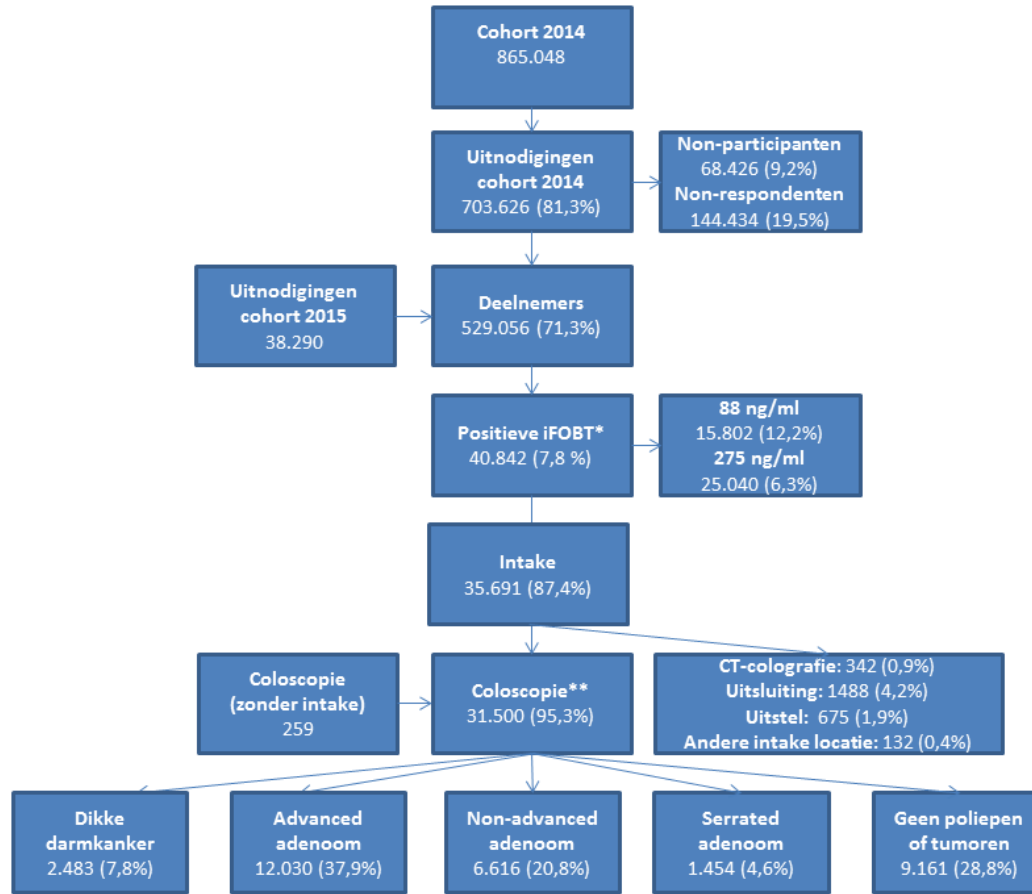 Cohort 2014
865.048
Uitnodigingen
cohort 2014
703.626 (81,3%)
Non-participanten
68.426 (9,2%)
Non-respondenten
144.434 (19,5%)
Uitnodigingen
cohort 2015
38.290
Deelnemers
529.056 (71,3%)
Positieve iFOBT*
40.842 (7,8 %)
88 ng/ml
15.802 (12,2%)
275 ng/ml
25.040 (6,3%)
Intake
35.691 (87,4%)
Coloscopie
(zonder intake)
259
Coloscopie**
31.500 (95,3%)
CT-colografie: 342 (0,9%)
Uitsluiting: 1488 (4,2%)
Uitstel: 675 (1,9%)
Andere intake locatie: 132 (0,4%)
Dikke
darmkanker
2.483 (7,8%)
Advanced
adenoom
12.030 (37,9%)
Non-advanced
adenoom
6.616 (20,8%)
Serrated
adenoom
1.454 (4,6%)
Geen poliepen
of tumoren
9.161 (28,8%)